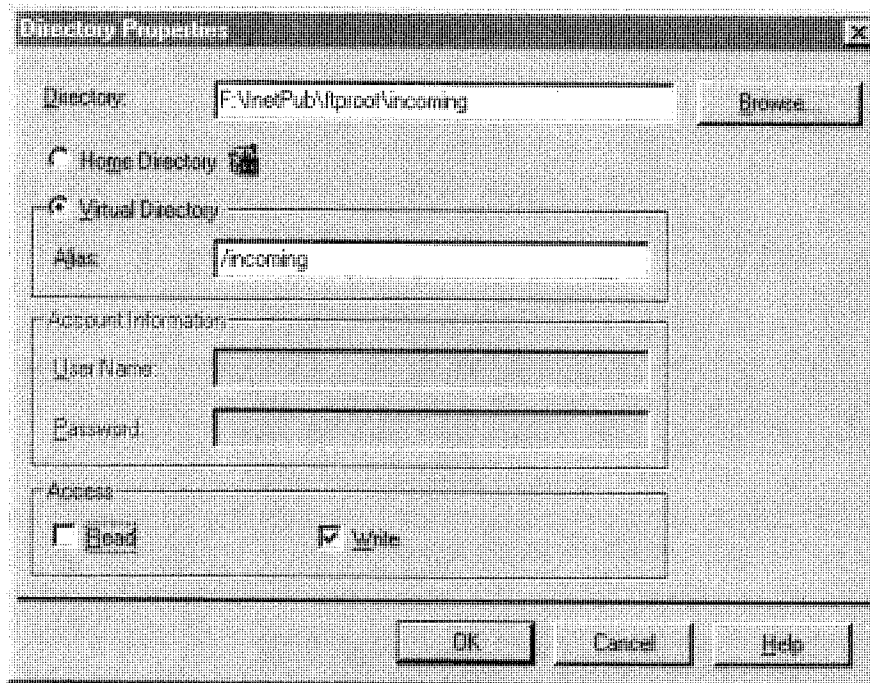 Directory Properties
Directory: F:\InetPub\ftproot\incoming Browse...
Home Directory
Virtual Directory
Alias: /incoming
Account Information
User Name:
Password:
Access
Read Write
OK Cancel Help